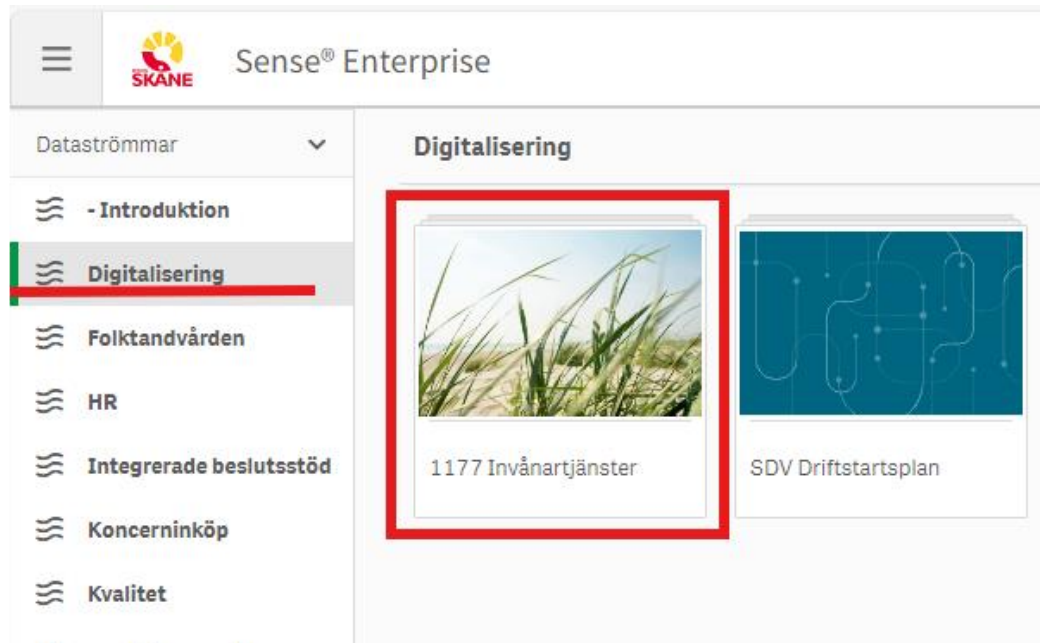 SKÅNE
Sense® Enterprise
Dataströmmar
- Introduktion
Digitalisering
Folktandvården
HR
Integrerade beslutsstöd
Koncerninköp
Kvalitet
Digitalisering
1177 Invånartjänster
SDV Driftstartsplan